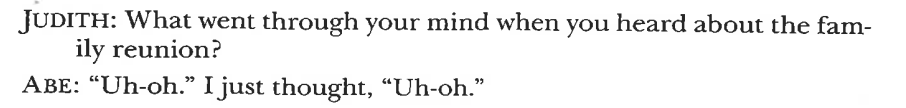 JUDITH: What went through your mind when you heard about the fam-
ily reunion?
ABE: “Uh-oh.” I just thought, “Uh-oh.”